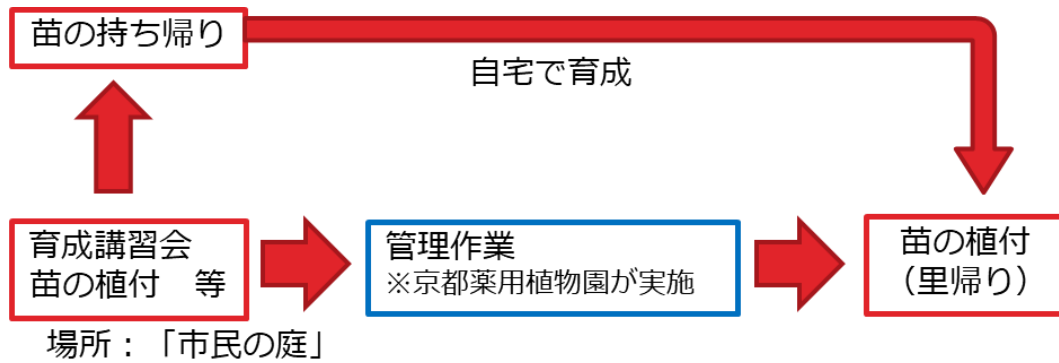 苗の持ち帰り
自宅で育成
育成講習会
苗の植付　等
管理作業
※京都薬用植物園が実施
苗の植付
（里帰り）
場所：「市民の庭」